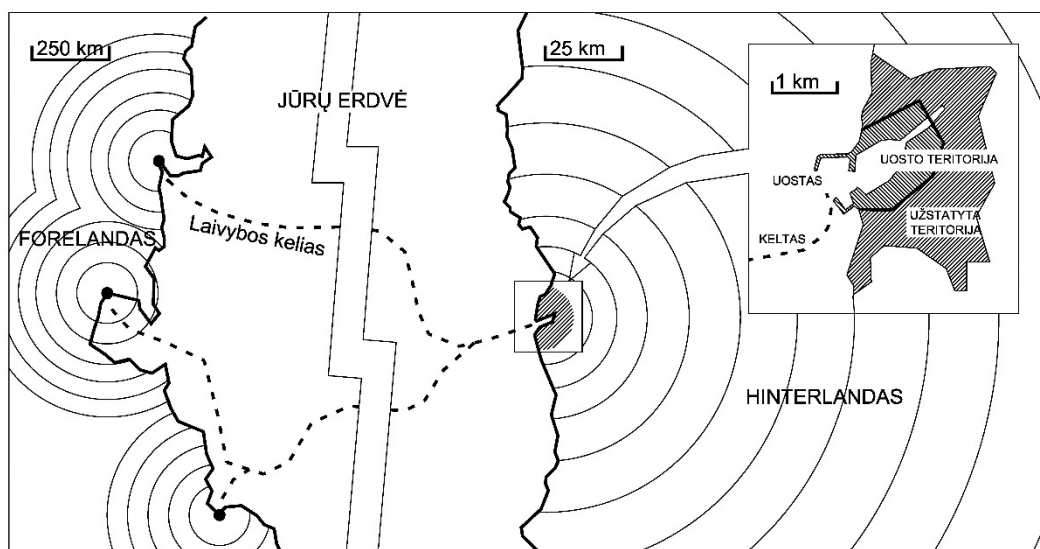 250 km
25 km
JŪRŲ ERDVĖ
1 km
UOSTO TERITORIJA
UOSTAS
UŽSTATYTA
TERITORIJA
KELTAS
FORELANDAS
Laivybos kelias
HINTERLANDAS